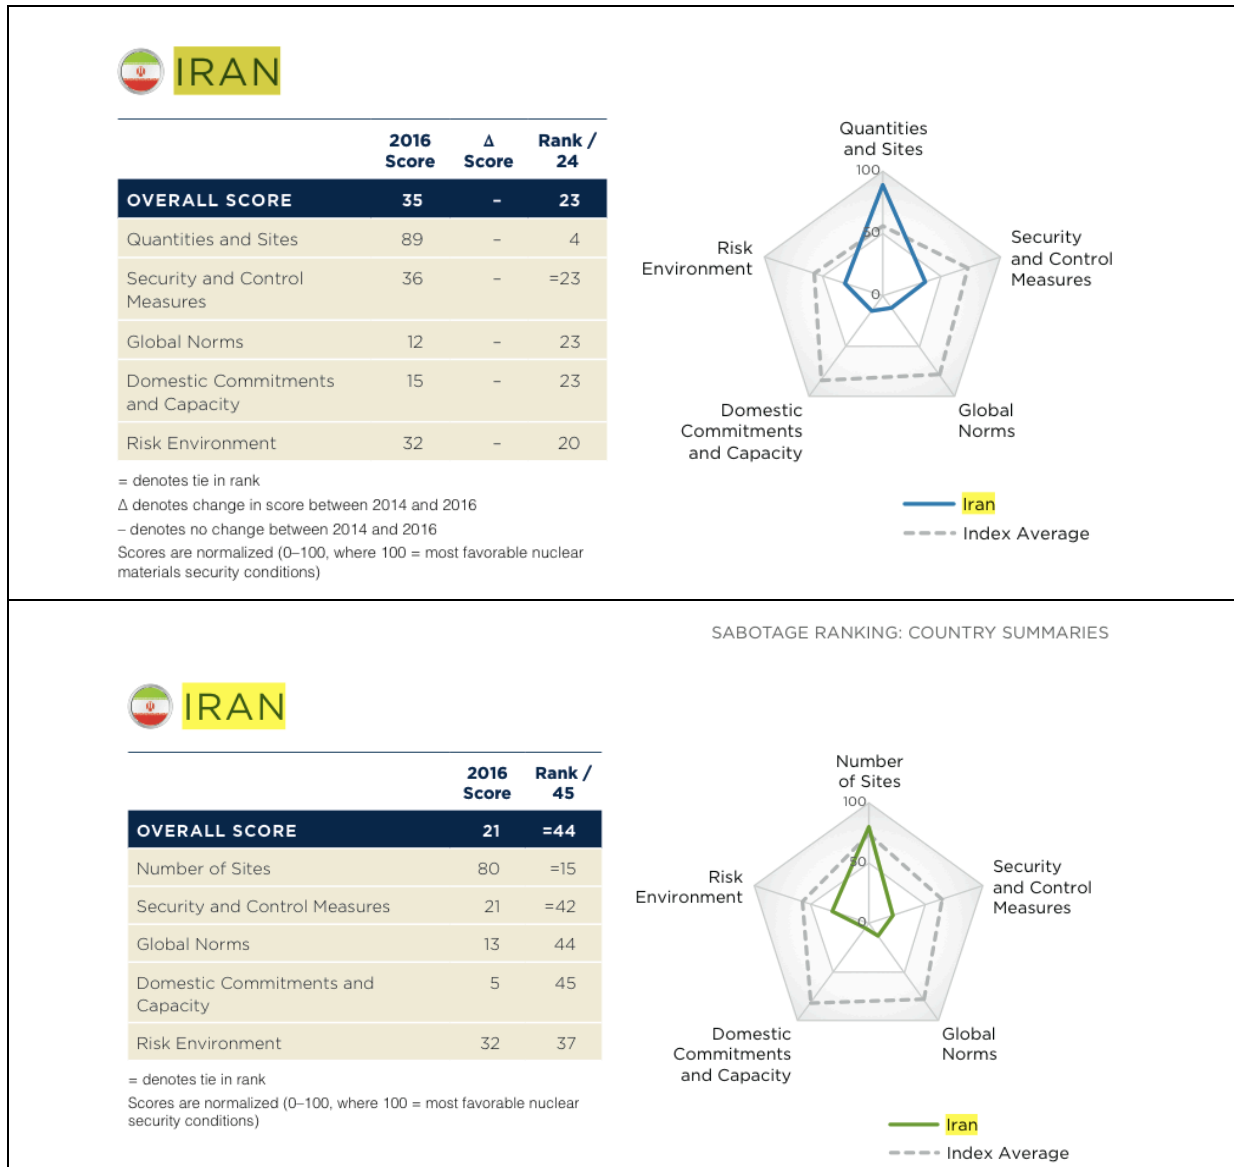 IRAN
2016 Score Δ Score Rank / 24
OVERALL SCORE 35 – 23
Quantities and Sites 89 – 4
Security and Control Measures 36 – =23
Global Norms 12 – 23
Domestic Commitments and Capacity 15 – 23
Risk Environment 32 – 20
= denotes tie in rank
Δ denotes change in score between 2014 and 2016
– denotes no change between 2014 and 2016
Scores are normalized (0–100, where 100 = most favorable nuclear
materials security conditions)
Quantities
and Sites
100
50
0
Risk
Environment
Security
and Control
Measures
Domestic
Commitments
and Capacity
Global
Norms
Iran
Index Average
SABOTAGE RANKING: COUNTRY SUMMARIES
IRAN
2016 Score Rank / 45
OVERALL SCORE 21 =44
Number of Sites 80 =15
Security and Control Measures 21 =42
Global Norms 13 44
Domestic Commitments and Capacity 5 45
Risk Environment 32 37
= denotes tie in rank
Scores are normalized (0–100, where 100 = most favorable nuclear
security conditions)
Number
of Sites
100
50
0
Risk
Environment
Security
and Control
Measures
Domestic
Commitments
and Capacity
Global
Norms
Iran
Index Average